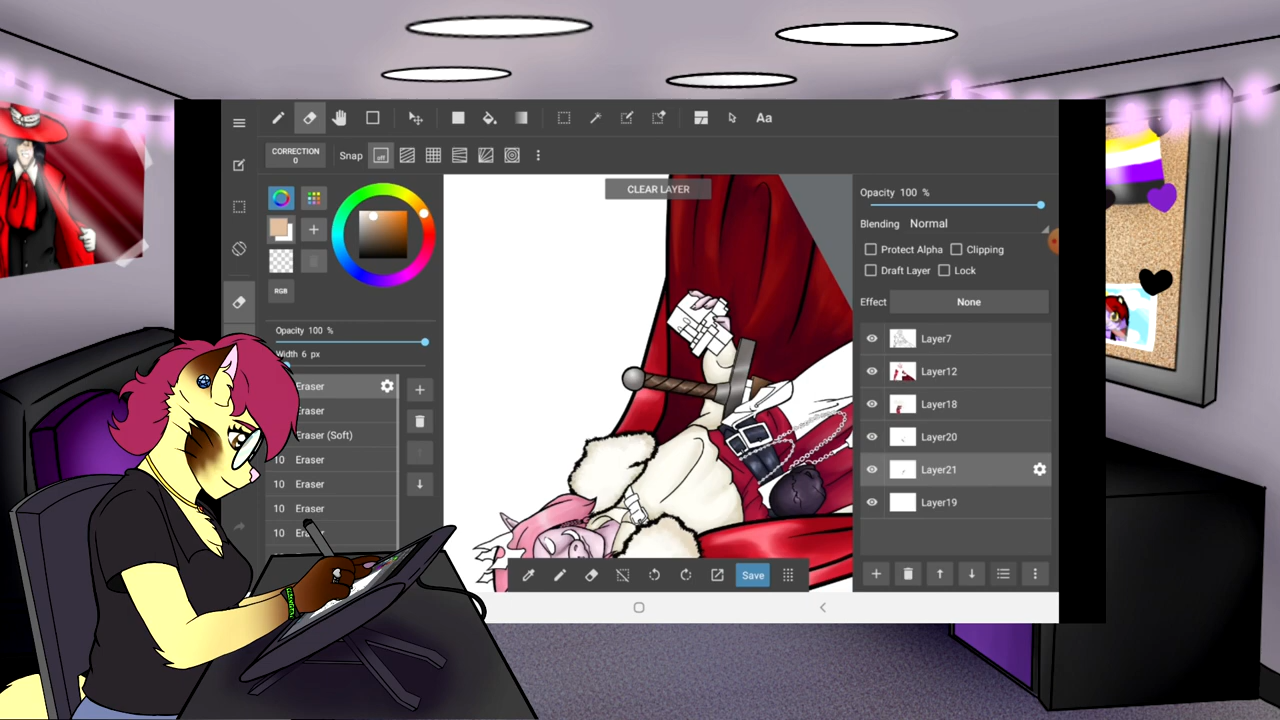 Aa
CORRECTION
0
Snap
off
CLEAR LAYER
RGB
Opacity 100 %
Width 6 px
Eraser
Eraser
Eraser (Soft)
10 Eraser
10 Eraser
10 Eraser
10
Save
Opacity 100 %
Blending Normal
Protect Alpha
Clipping
Draft Layer
Lock
Effect None
Layer7
Layer12
Layer18
Layer20
Layer21
Layer19